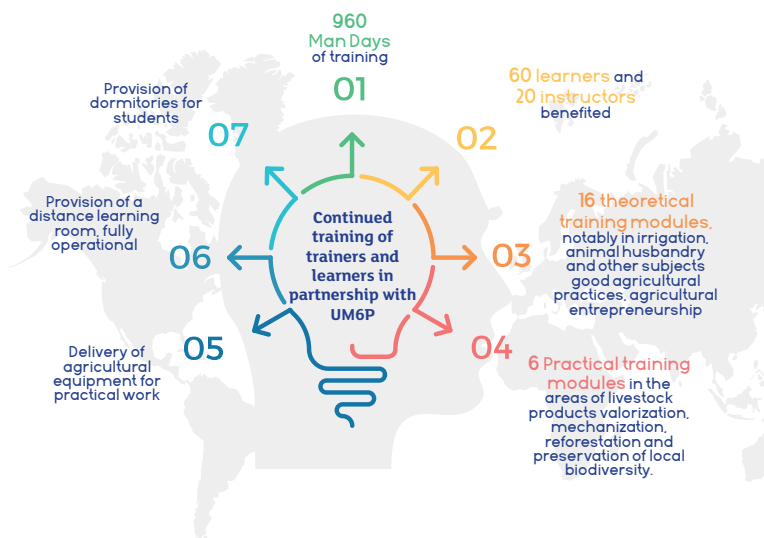 960
Man Days
of training
01
60 learners and
20 instructors
benefited
02
16 theoretical
training modules,
notably in irrigation,
animal husbandry
and other subjects
good agricultural
practices, agricultural
entrepreneurship
03
6 Practical training
modules in the
areas of livestock
products valorization,
mechanization,
reforestation and
preservation of local
biodiversity.
04
Delivery of
agricultural
equipment for
practical work
05
Provision of a
distance learning
room, fully
operational
06
Provision of
dormitories for
students
07
Continued
training of
trainers and
learners in
partnership with
UM6P